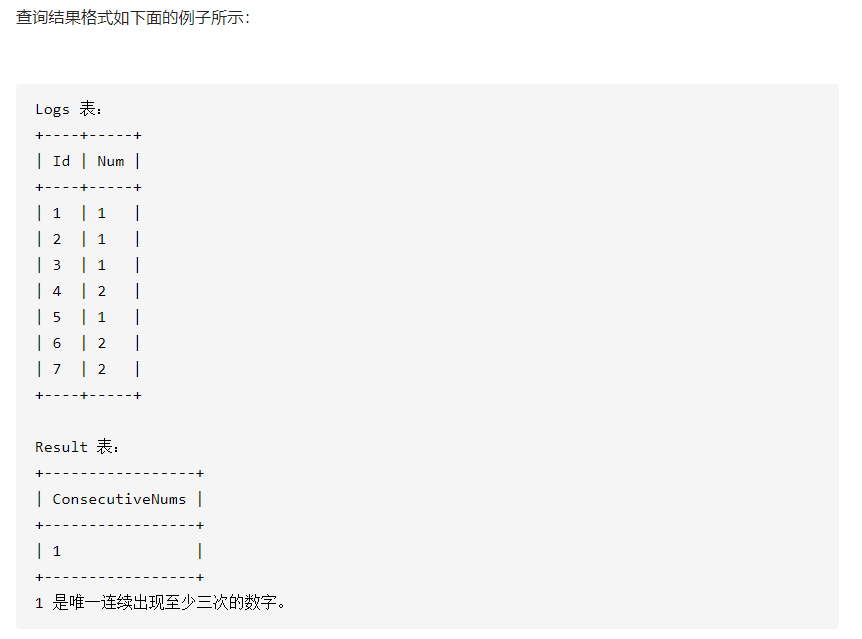 查询结果格式如下面的例子所示：
Logs 表：
+----+-----+
| Id | Num |
+----+-----+
| 1  | 1   |
| 2  | 1   |
| 3  | 1   |
| 4  | 2   |
| 5  | 1   |
| 6  | 2   |
| 7  | 2   |
+----+-----+
Result 表：
+-----------------+
| ConsecutiveNums |
+-----------------+
| 1               |
+-----------------+
1 是唯一连续出现至少三次的数字。